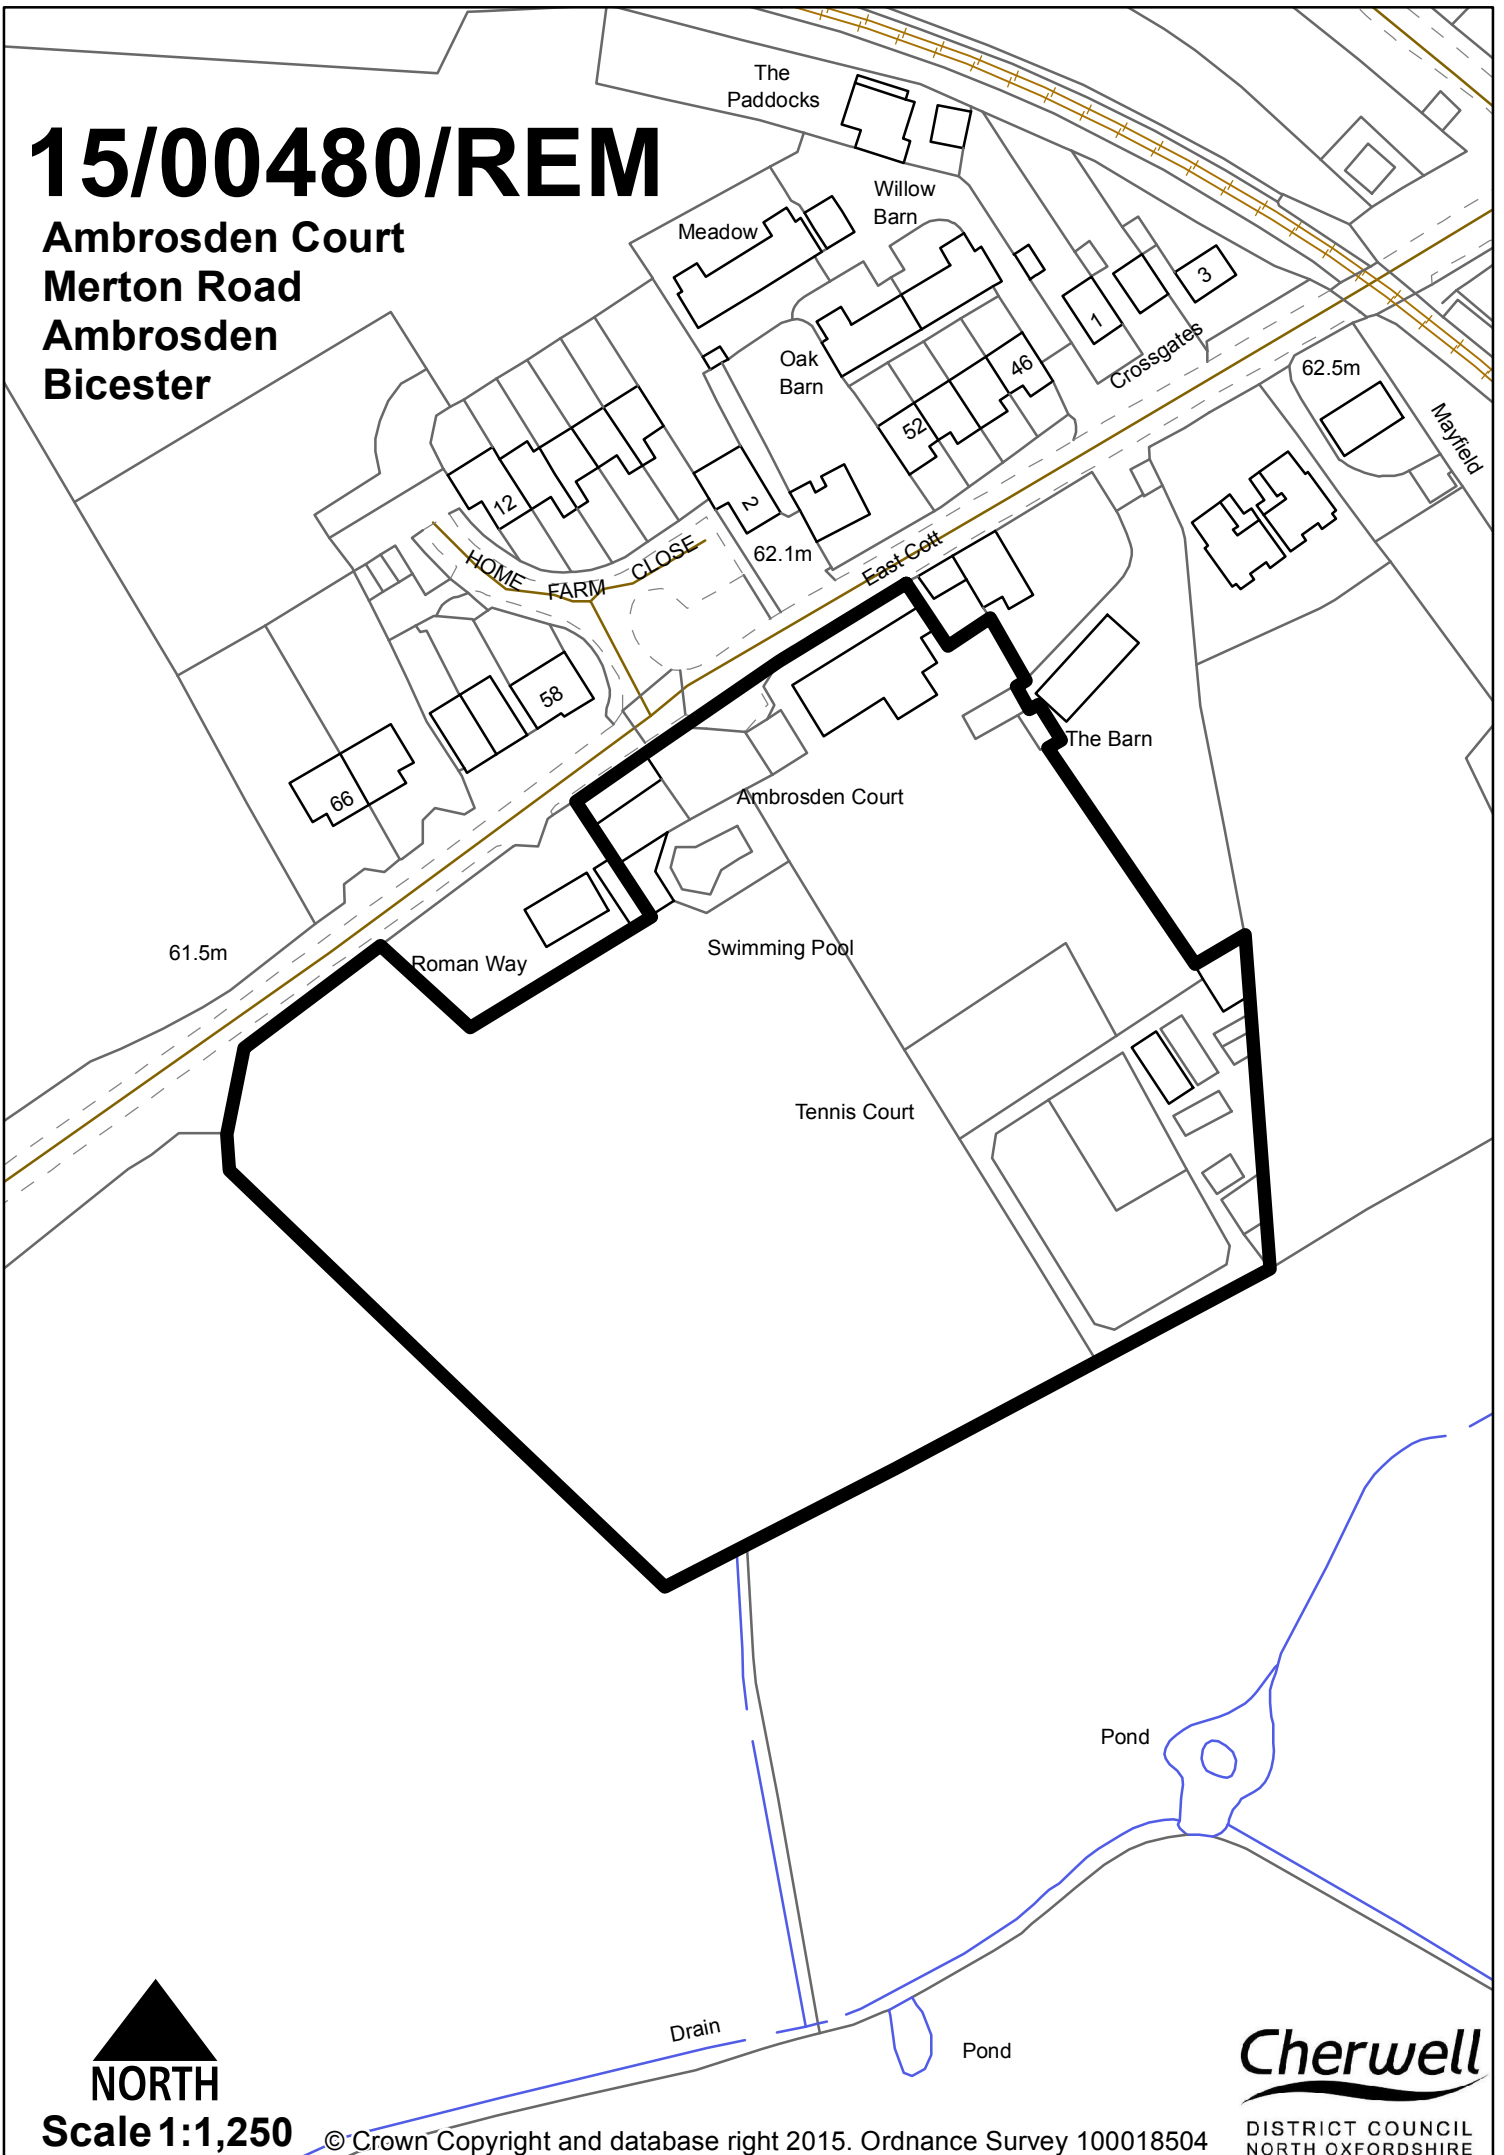 15/00480/REM
Ambrosden Court
Merton Road
Ambrosden
Bicester
The
Paddocks
Willow
Barn
Meadow
Oak
Barn
1
3
Crossgates
46
52
62.5m
Mayfield
12
2
62.1m
HOME FARM CLOSE
East Cott
58
66
The Barn
Ambrosden Court
Swimming Pool
Roman Way
61.5m
Tennis Court
Pond
Drain
Pond
NORTH
Scale 1:1,250
© Crown Copyright and database right 2015. Ordnance Survey 100018504
Cherwell
DISTRICT COUNCIL
NORTH OXFORDSHIRE